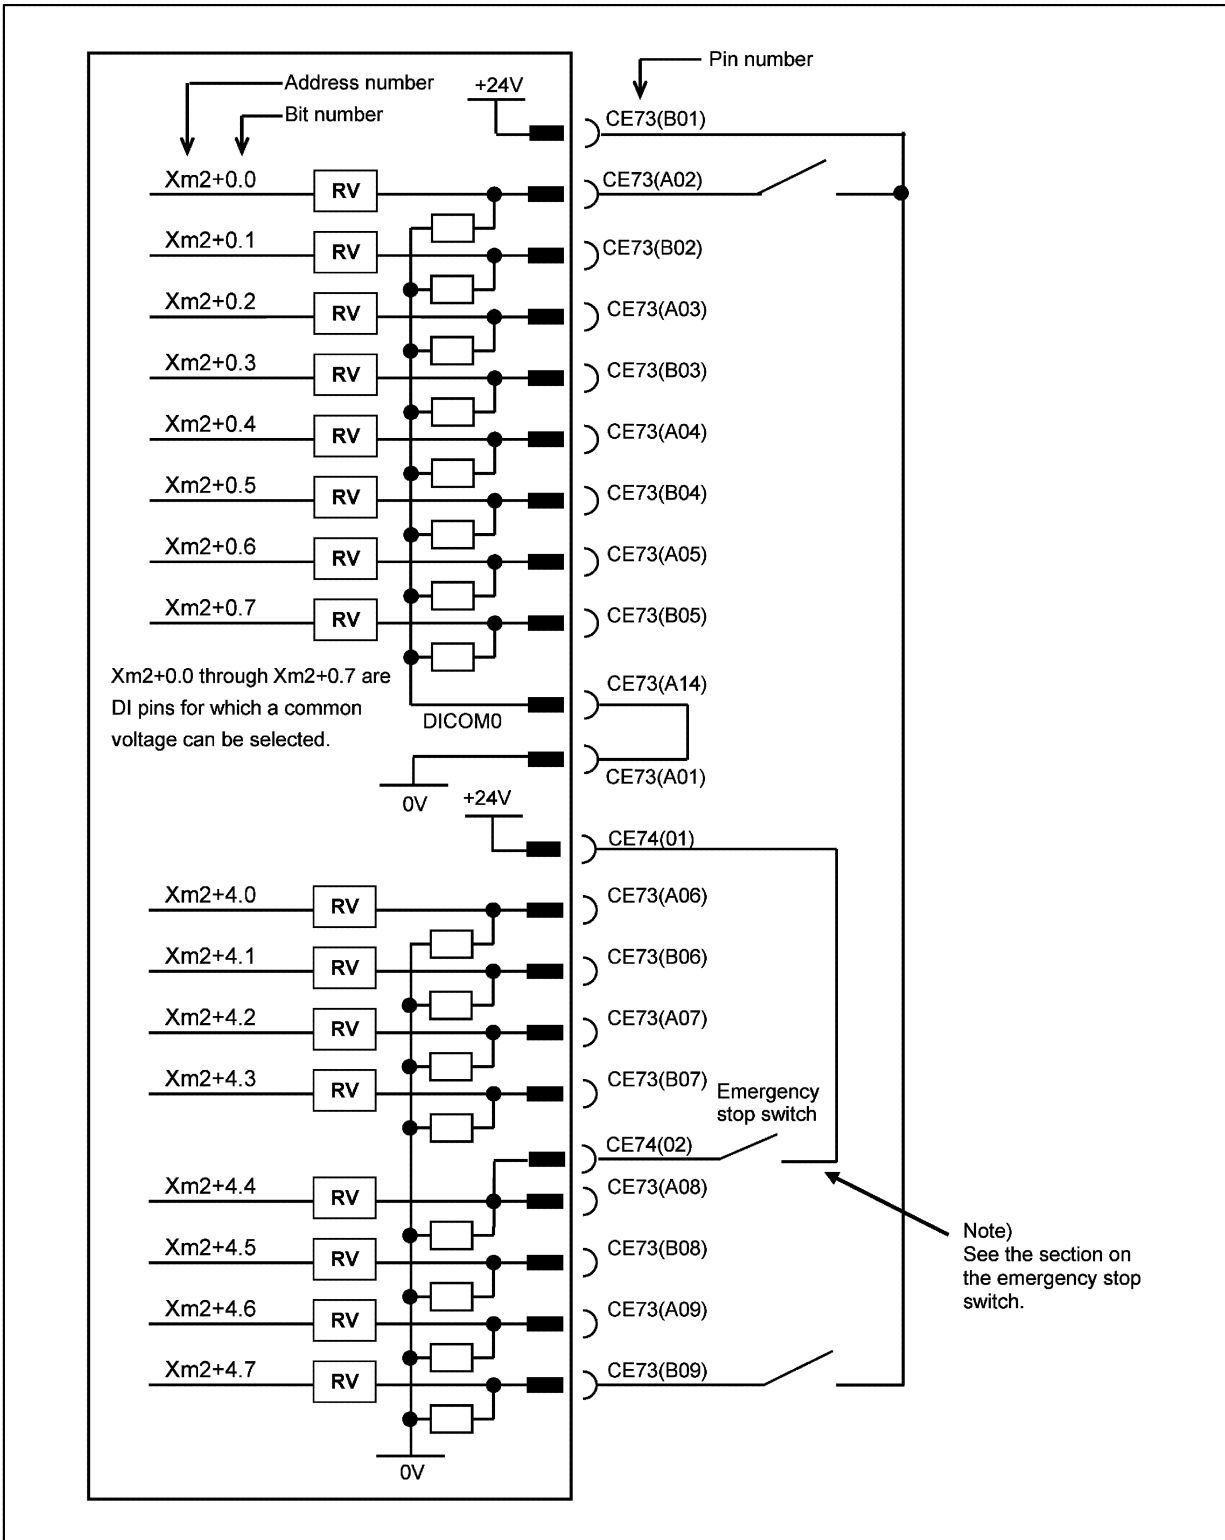 Pin number
Address number
+24V
Bit number
CE73(B01)
Xm2+0.0
RV
CE73(A02)
Xm2+0.1
RV
CE73(B02)
Xm2+0.2
RV
CE73(A03)
Xm2+0.3
RV
CE73(B03)
Xm2+0.4
RV
CE73(A04)
Xm2+0.5
RV
CE73(B04)
Xm2+0.6
RV
CE73(A05)
Xm2+0.7
RV
CE73(B05)
Xm2+0.0 through Xm2+0.7 are
DI pins for which a common
voltage can be selected.
CE73(A14)
DICOM0
CE73(A01)
0V
+24V
CE74(01)
Xm2+4.0
RV
CE73(A06)
Xm2+4.1
RV
CE73(B06)
Xm2+4.2
RV
CE73(A07)
Xm2+4.3
RV
CE73(B07)
Emergency
stop switch
CE74(02)
Xm2+4.4
RV
CE73(A08)
Xm2+4.5
RV
CE73(B08)
Note)
See the section on
the emergency stop
switch.
Xm2+4.6
RV
CE73(A09)
Xm2+4.7
RV
CE73(B09)
0V